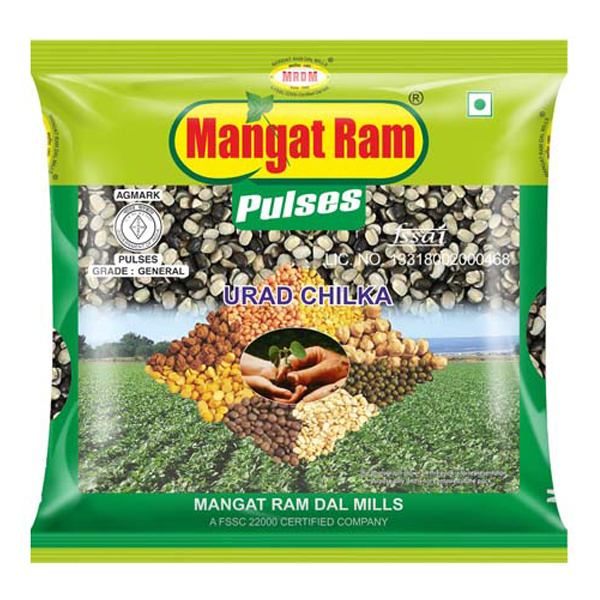 MRDM
®
Mangat Ram
Pulses
AGMARK
PULSES
GRADE : GENERAL
fssai
LIC. NO. 13318002000468
URAD CHILKA
MANGAT RAM DAL MILLS
A FSSC 22000 CERTIFIED COMPANY